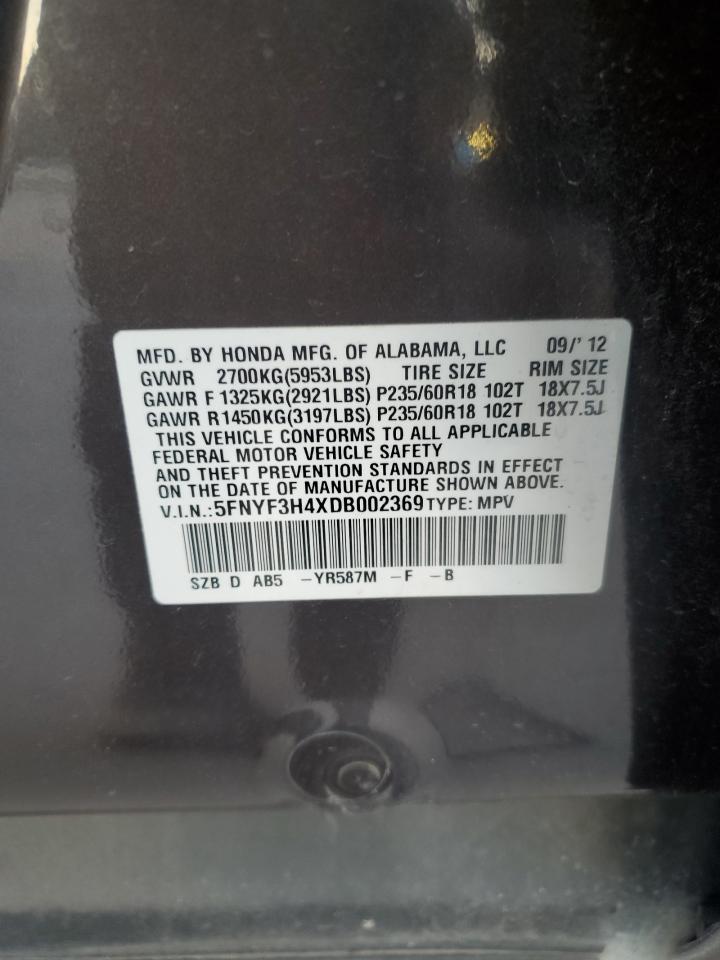 MFD. BY HONDA MFG. OF ALABAMA, LLC 09/' 12
GVWR 2700KG(5953LBS) TIRE SIZE RIM SIZE
GAWR F 1325KG(2921LBS) P235/60R18 102T 18X7.5J
GAWR R1450KG(3197LBS) P235/60R18 102T 18X7.5J
THIS VEHICLE CONFORMS TO ALL APPLICABLE
FEDERAL MOTOR VEHICLE SAFETY
AND THEFT PREVENTION STANDARDS IN EFFECT
ON THE DATE OF MANUFACTURE SHOWN ABOVE.
V.I.N.:5FNYF3H4XDB002369 TYPE: MPV
SZB D AB5 -YR587M -F -B